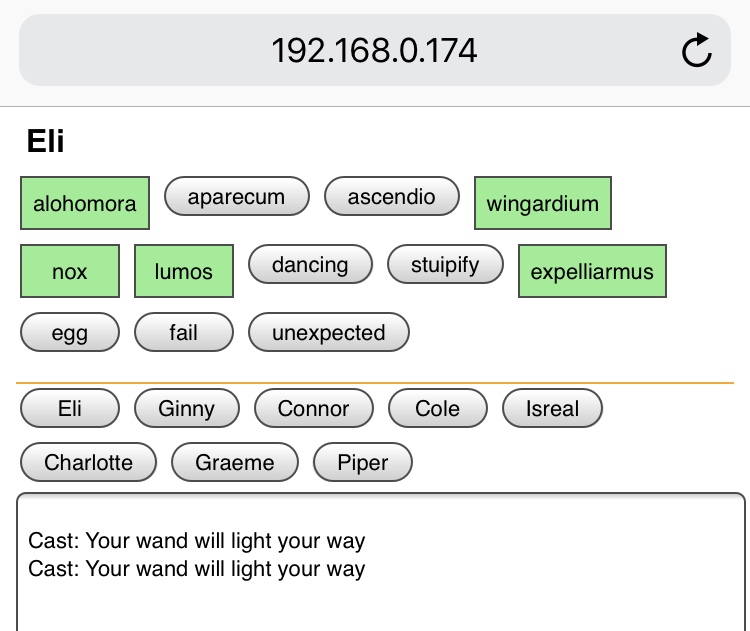 192.168.0.174
Eli
alohomora aparecum ascendio wingardium
nox lumos dancing stuipify expelliarmus
egg fail unexpected
Eli Ginny Connor Cole Isreal
Charlotte Graeme Piper
Cast: Your wand will light your way
Cast: Your wand will light your way